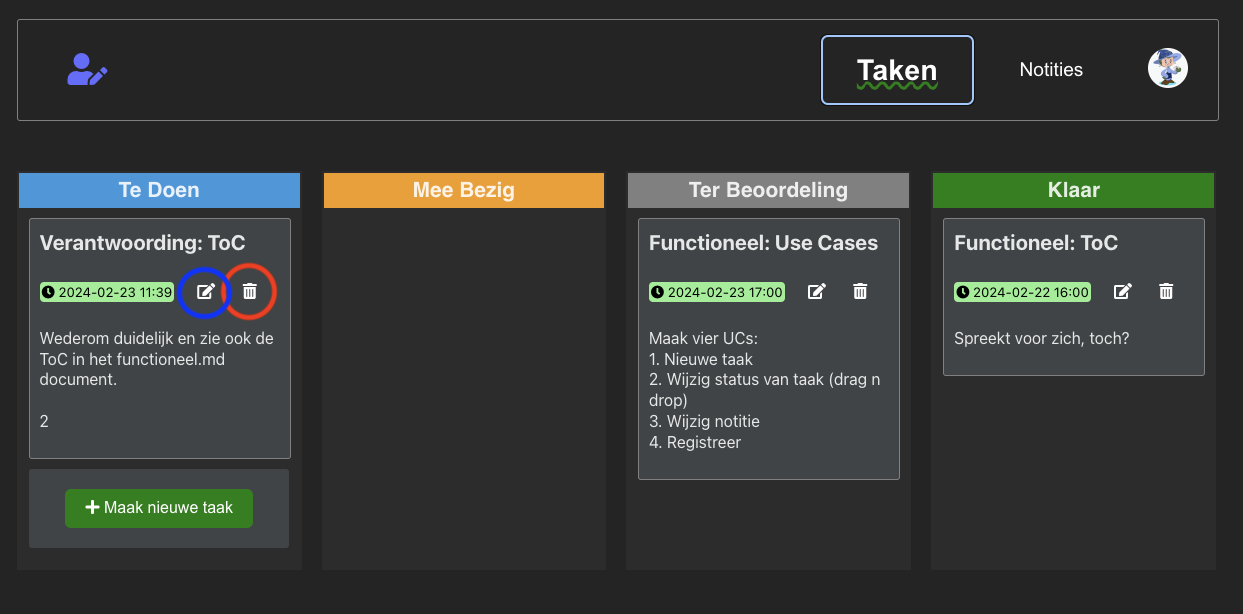 Taken
Notities
Te Doen
Verantwoording: ToC
2024-02-23 11:39
Wederom duidelijk en zie ook de
ToC in het functioneel.md
document.
2
Maak nieuwe taak
Mee Bezig
Ter Beoordeling
Functioneel: Use Cases
2024-02-23 17:00
Maak vier UCs:
1. Nieuwe taak
2. Wijzig status van taak (drag n
drop)
3. Wijzig notitie
4. Registreer
Klaar
Functioneel: ToC
2024-02-22 16:00
Spreekt voor zich, toch?